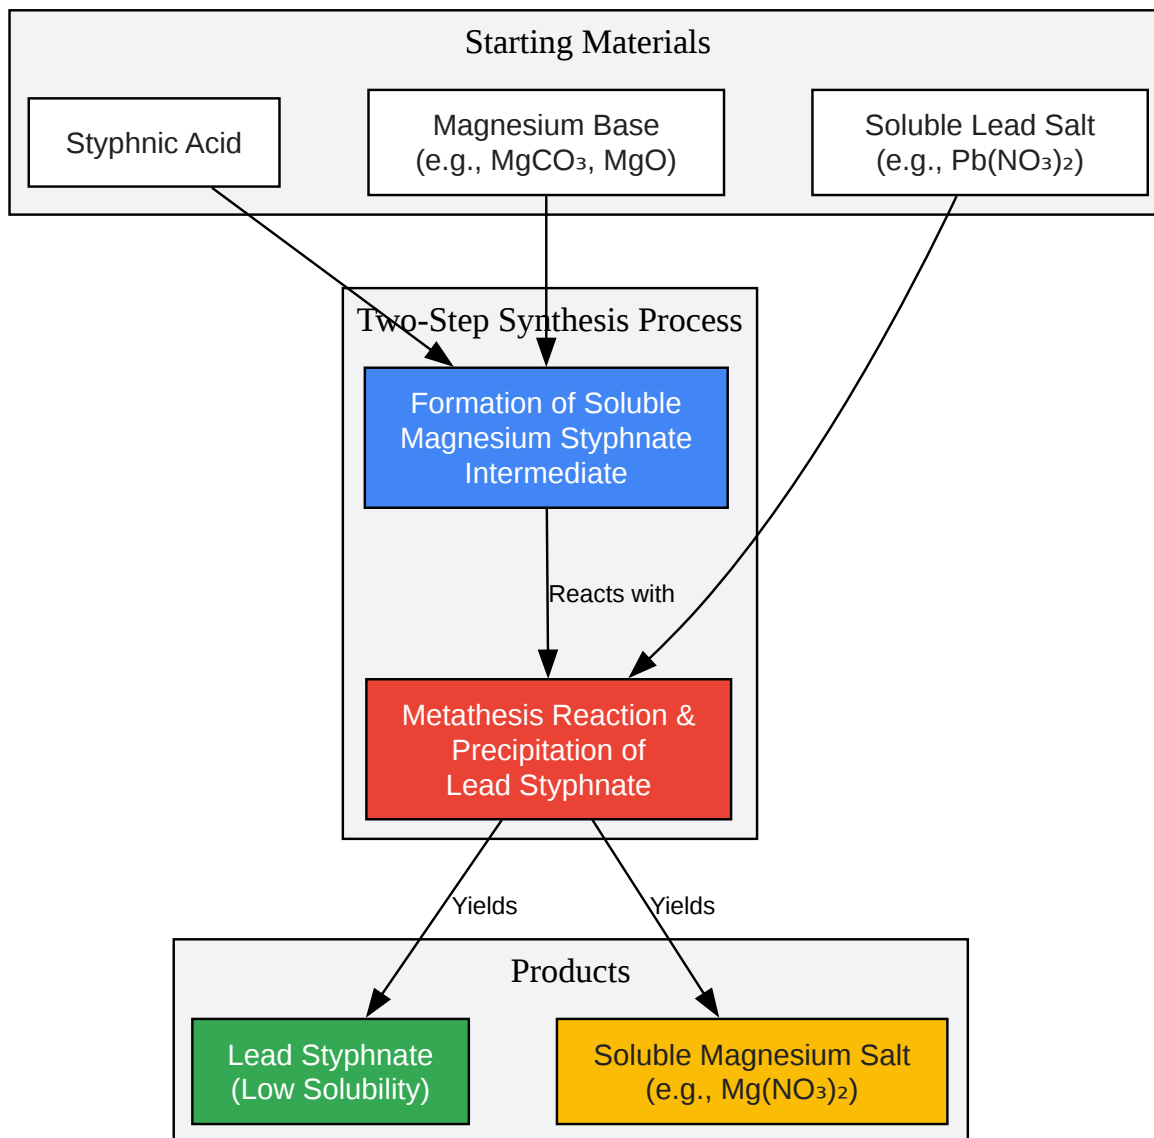 Starting Materials
Styphnic Acid
Magnesium Base
(e.g., MgCO₃, MgO)
Soluble Lead Salt
(e.g., Pb(NO₃)₂)
Two-Step Synthesis Process
Formation of Soluble
Magnesium Styphnate
Intermediate
Reacts with
Metathesis Reaction &
Precipitation of
Lead Styphnate
Yields
Yields
Products
Lead Styphnate
(Low Solubility)
Soluble Magnesium Salt
(e.g., Mg(NO₃)₂)